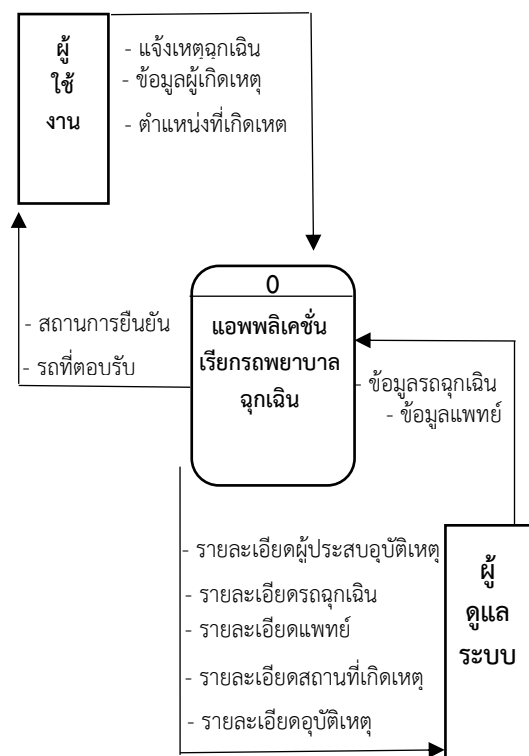 ผู้
ใช้
งาน
- แจ้งเหตุฉุกเฉิน
- ข้อมูลผู้เกิดเหตุ
- ตำแหน่งที่เกิดเหต
0
แอพพลิเคชั่น
เรียกรถพยาบาล
ฉุกเฉิน
- สถานการยืนยัน
- รถที่ตอบรับ
- ข้อมูลรถฉุกเฉิน
- ข้อมูลแพทย์
- รายละเอียดผู้ประสบอุบัติเหตุ
- รายละเอียดรถฉุกเฉิน
- รายละเอียดแพทย์
- รายละเอียดสถานที่เกิดเหตุ
- รายละเอียดอุบัติเหตุ
ผู้
ดูแล
ระบบ